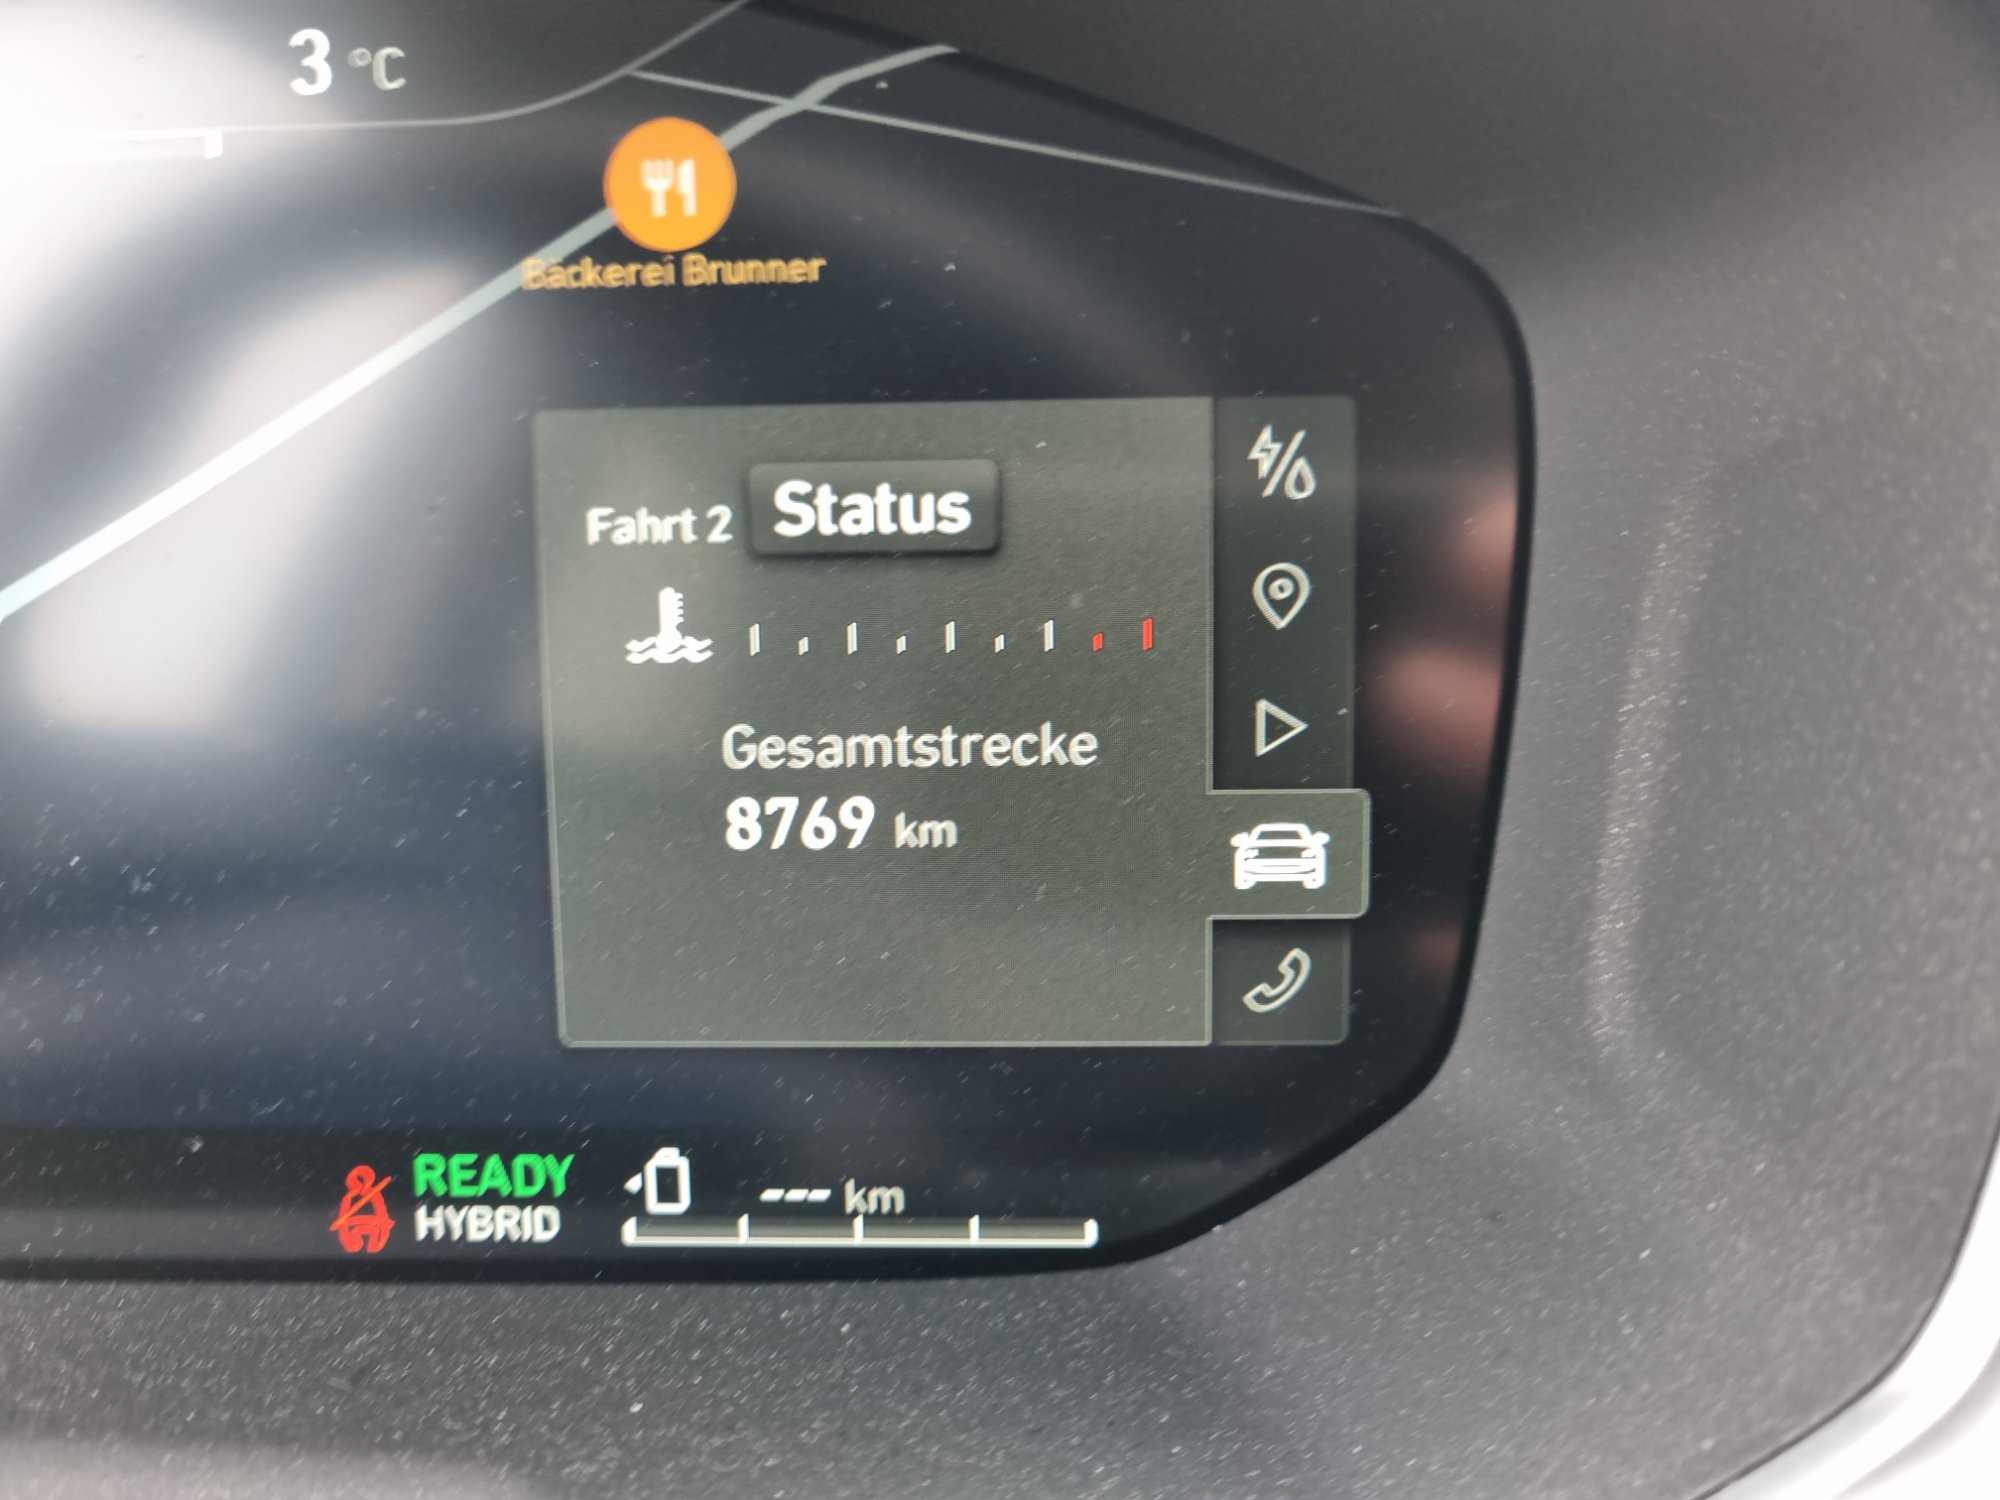 3 °C
Bäckerei Brunner
Fahrt 2 Status
Gesamtstrecke
8769 km
READY
HYBRID
--- km